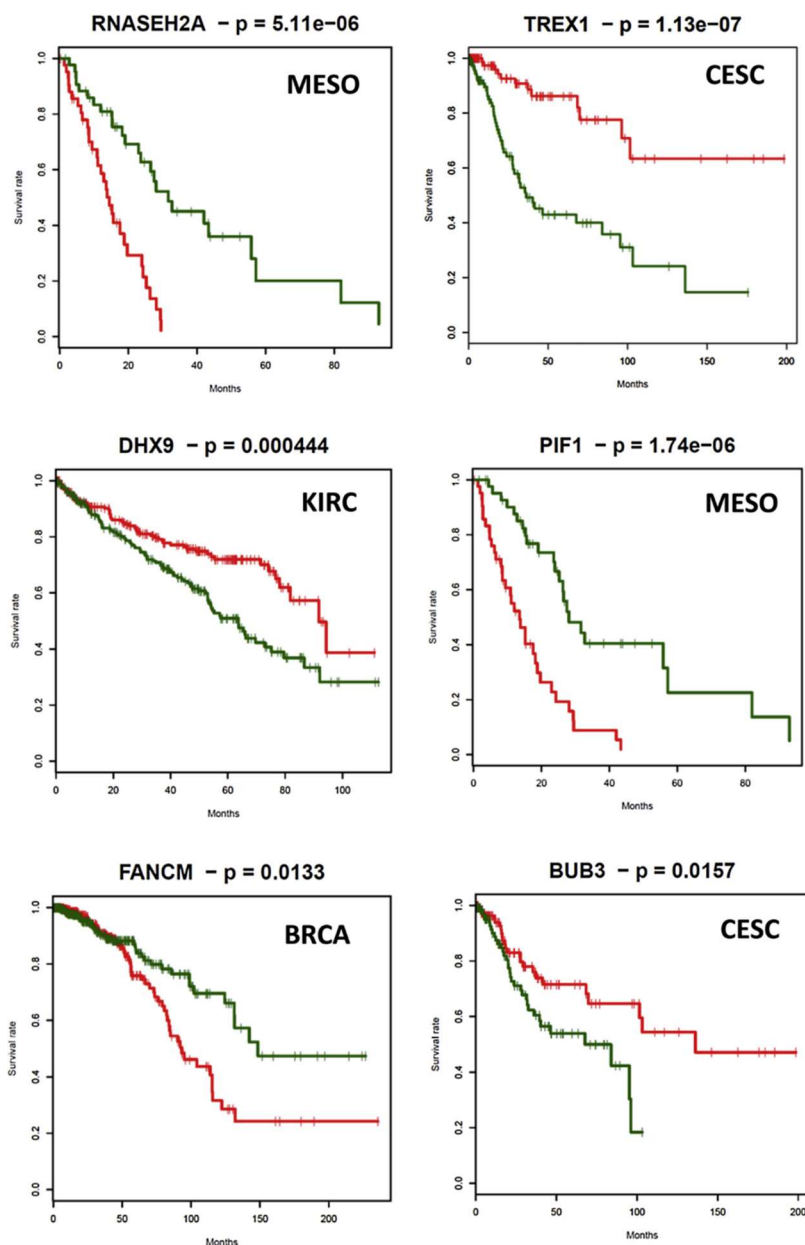 RNASEH2A – p = 5.11e−06
MESO
Survival rate
0.0 0.2 0.4 0.6 0.8 1.0
0 20 40 60 80
Months
TREX1 – p = 1.13e−07
CESC
Survival rate
0.0 0.2 0.4 0.6 0.8 1.0
0 50 100 150 200
Months
DHX9 – p = 0.000444
KIRC
Survival rate
0.0 0.2 0.4 0.6 0.8 1.0
0 20 40 60 80 100
Months
PIF1 – p = 1.74e−06
MESO
Survival rate
0.0 0.2 0.4 0.6 0.8 1.0
0 20 40 60 80
Months
FANCM – p = 0.0133
BRCA
Survival rate
0.0 0.2 0.4 0.6 0.8 1.0
0 50 100 150 200
Months
BUB3 – p = 0.0157
CESC
Survival rate
0.0 0.2 0.4 0.6 0.8 1.0
0 50 100 150 200
Months